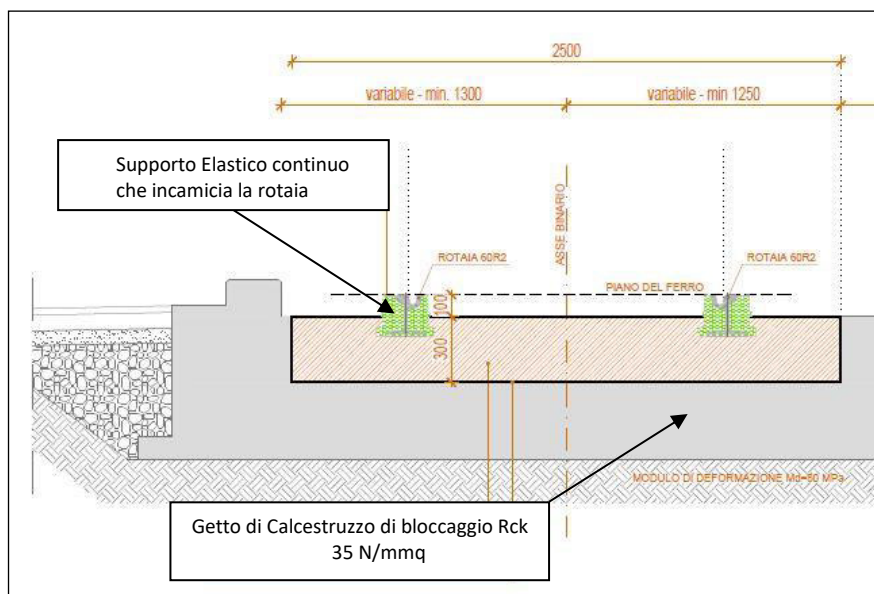 2500
variabile - min. 1300
variabile - min 1250
Supporto Elastico continuo
che incamicia la rotaia
ASSE BINARIO
ROTAIA 60R2
ROTAIA 60R2
PIANO DEL FERRO
100
300
MODULO DI DEFORMAZIONE Md=60 MPa
Getto di Calcestruzzo di bloccaggio Rck
35 N/mmq